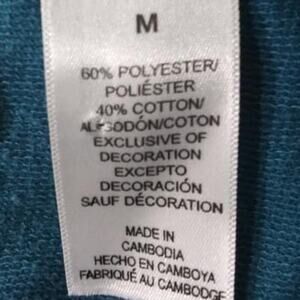 M
60% POLYESTER/
POLIÉSTER
40% COTTON/
ALGODÓN/COTON
EXCLUSIVE OF
DECORATION
EXCEPTO
DECORACIÓN
SAUF DÉCORATION
MADE IN
CAMBODIA
HECHO EN CAMBOYA
FABRIQUÉ AU CAMBODGE